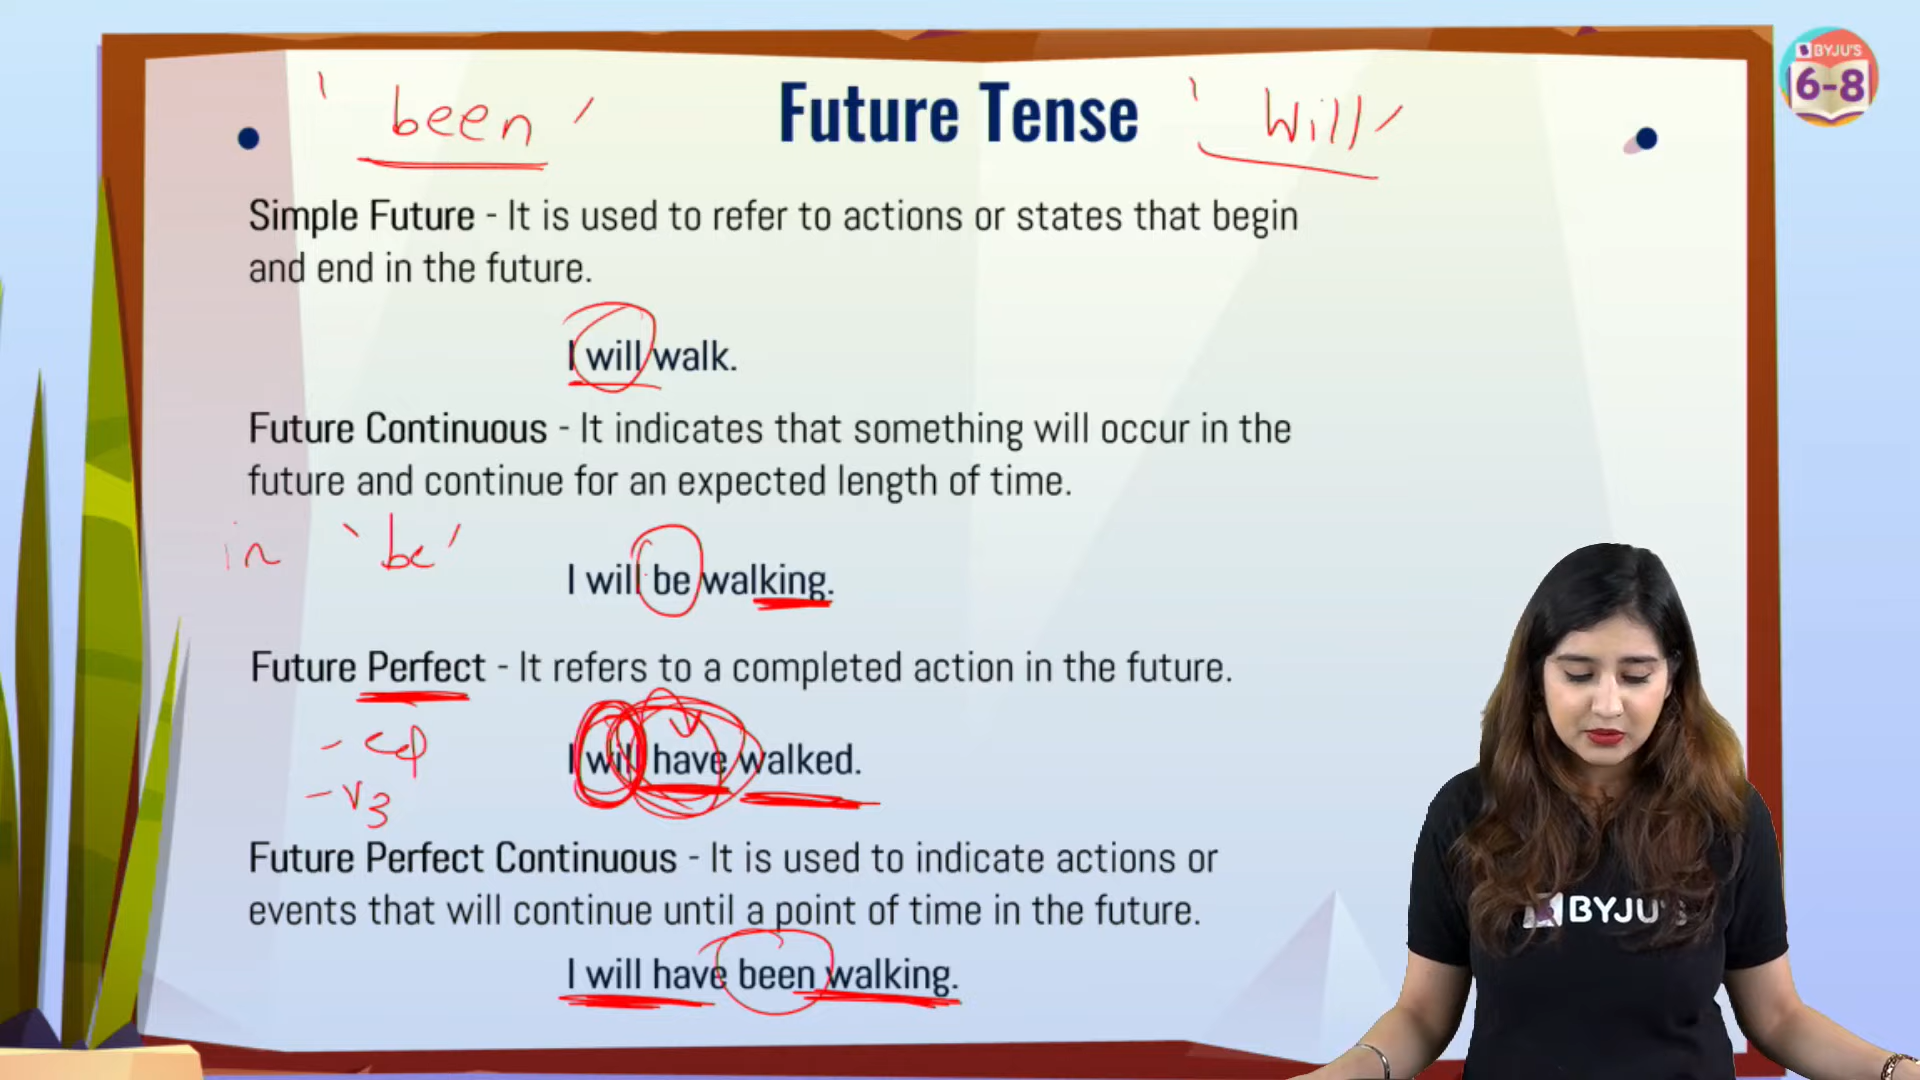 ' been '
Future Tense
' Will '
BYJU'S
6-8
Simple Future - It is used to refer to actions or states that begin
and end in the future.
I will walk.
Future Continuous - It indicates that something will occur in the
future and continue for an expected length of time.
in 'be'
I will be walking.
Future Perfect - It refers to a completed action in the future.
I will have walked.
- V3
Future Perfect Continuous - It is used to indicate actions or
events that will continue until a point of time in the future.
I will have been walking.
BYJU'S